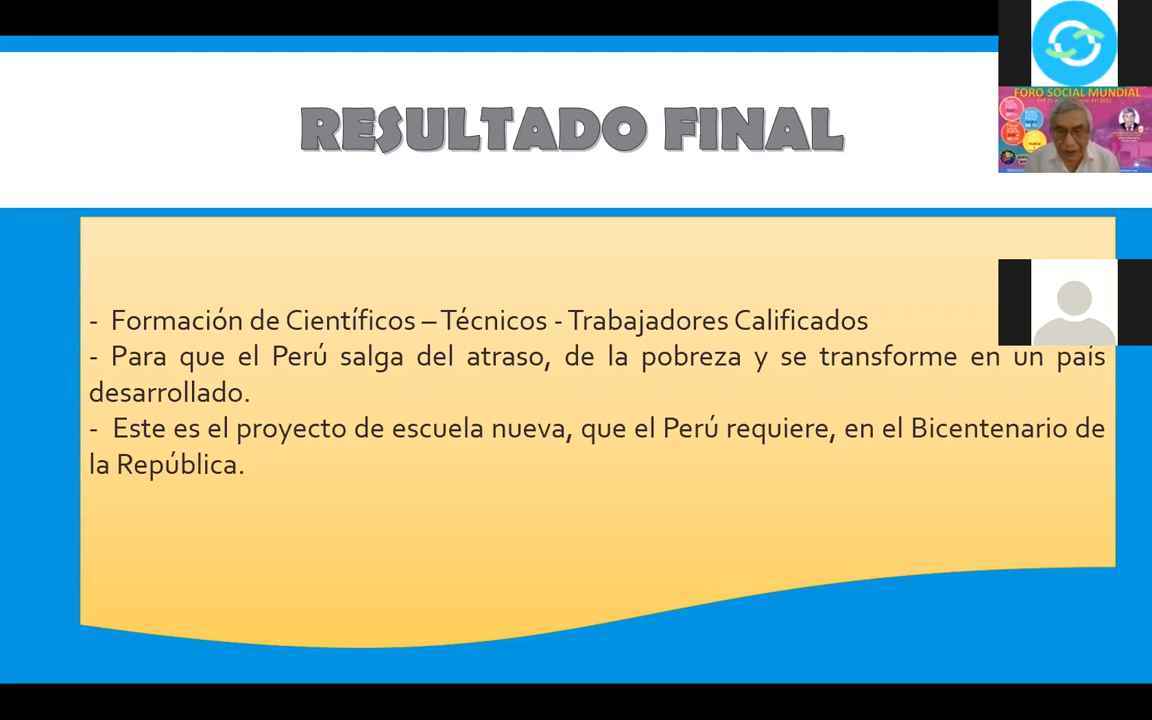 RESULTADO FINAL
FORO SOCIAL MUNDIAL
- Formación de Científicos – Técnicos - Trabajadores Calificados
- Para que el Perú salga del atraso, de la pobreza y se transforme en un país
desarrollado.
- Este es el proyecto de escuela nueva, que el Perú requiere, en el Bicentenario de
la República.